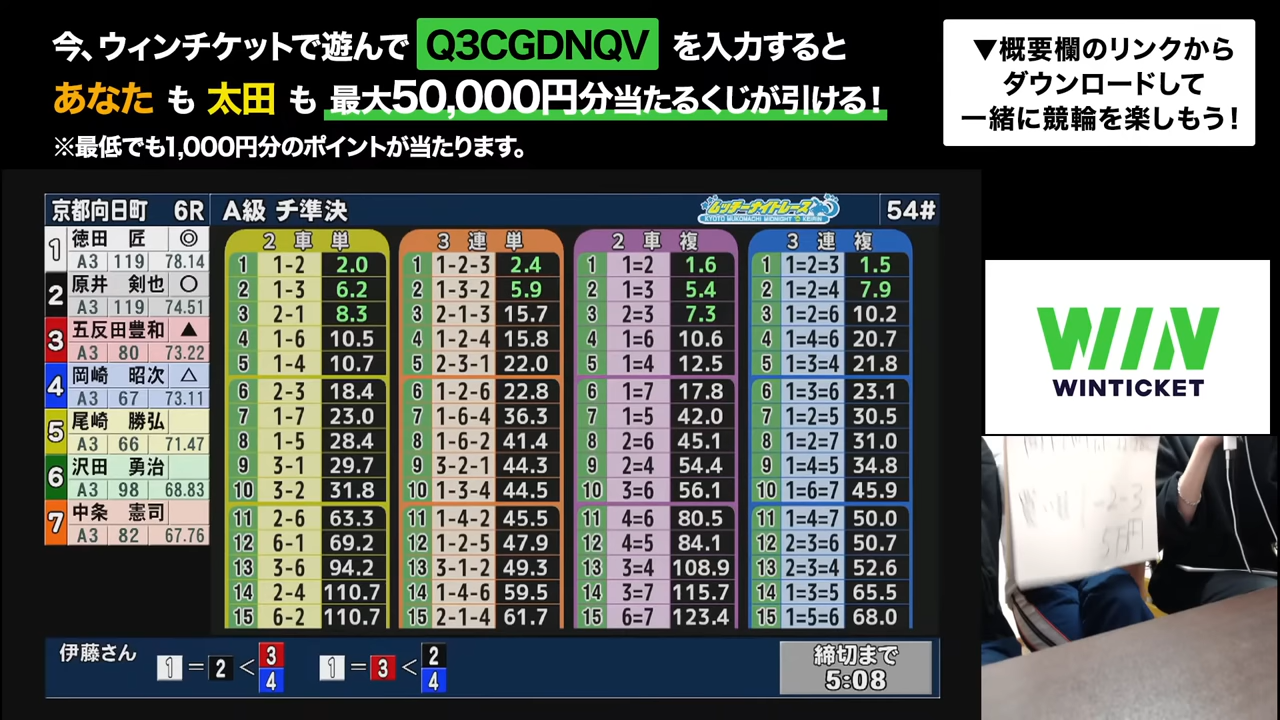 今、ウィンチケットで遊んで Q3CGDNQV を入力すると
あなた も 太田 も 最大50,000円分当たるくじが引ける！
※最低でも1,000円分のポイントが当たります。
▼概要欄のリンクから
ダウンロードして
一緒に競輪を楽しもう！
京都向日町 6R A級 チ準決 ムッチーナイトレース 54#
KYOTO MUKOMACHI MIDNIGHT KEIRIN
1 徳田 匠 ◎
A3 119 78.14
2 原井 剣也 〇
A3 119 74.51
3 五反田豊和 ▲
A3 80 73.22
4 岡崎 昭次 △
A3 67 73.11
5 尾崎 勝弘
A3 66 71.47
6 沢田 勇治
A3 98 68.83
7 中条 憲司
A3 82 67.76
2車単
1 1-2 2.0
2 1-3 6.2
3 2-1 8.3
4 1-6 10.5
5 1-4 10.7
6 2-3 18.4
7 1-7 23.0
8 1-5 28.4
9 3-1 29.7
10 3-2 31.8
11 2-6 63.3
12 6-1 69.2
13 3-6 94.2
14 2-4 110.7
15 6-2 110.7
3連単
1 1-2-3 2.4
2 1-3-2 5.9
3 2-1-3 15.7
4 1-2-4 15.8
5 2-3-1 22.0
6 1-2-6 22.8
7 1-6-4 36.3
8 1-6-2 41.4
9 3-2-1 44.3
10 1-3-4 44.5
11 1-4-2 45.5
12 1-2-5 47.9
13 3-1-2 49.3
14 1-4-6 59.5
15 2-1-4 61.7
2車複
1 1=2 1.6
2 1=3 5.4
3 2=3 7.3
4 1=6 10.6
5 1=4 12.5
6 1=7 17.8
7 1=5 42.0
8 2=6 45.1
9 2=4 54.4
10 3=6 56.1
11 4=6 80.5
12 4=5 84.1
13 3=4 108.9
14 3=7 115.7
15 6=7 123.4
3連複
1 1=2=3 1.5
2 1=2=4 7.9
3 1=2=6 10.2
4 1=4=6 20.7
5 1=3=4 21.8
6 1=3=6 23.1
7 1=2=5 30.5
8 1=2=7 31.0
9 1=4=5 34.8
10 1=6=7 45.9
11 1=4=7 50.0
12 2=3=6 50.7
13 2=3=4 52.6
14 1=3=5 65.5
15 1=5=6 68.0
伊藤さん 1=2<3 4 1=3<2 4
締切まで
5:08
WIN
WINTICKET
1-2-3
5万円